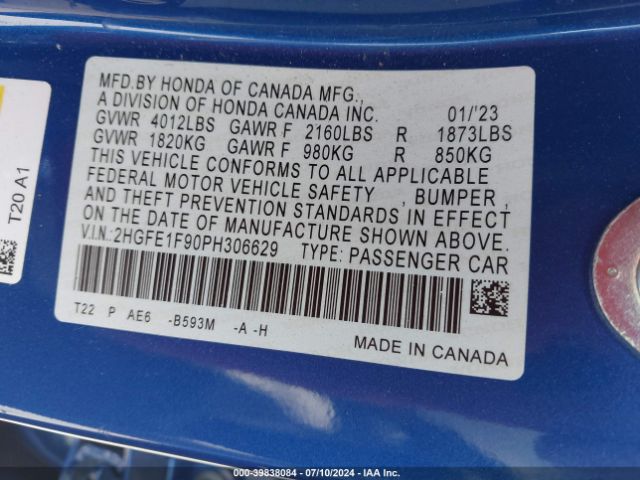 MFD.BY HONDA OF CANADA MFG.,
A DIVISION OF HONDA CANADA INC. 01/'23
GVWR 4012LBS GAWR F 2160LBS R 1873LBS
GVWR 1820KG GAWR F 980KG R 850KG
THIS VEHICLE CONFORMS TO ALL APPLICABLE
FEDERAL MOTOR VEHICLE SAFETY , BUMPER ,
AND THEFT PREVENTION STANDARDS IN EFFECT
ON THE DATE OF MANUFACTURE SHOWN ABOVE.
V.I.N.:2HGFE1F90PH306629 TYPE: PASSENGER CAR
T22 P AE6 -B593M -A -H
MADE IN CANADA
T20 A1
000-39838084 / 07/10/2024 / IAA Inc.